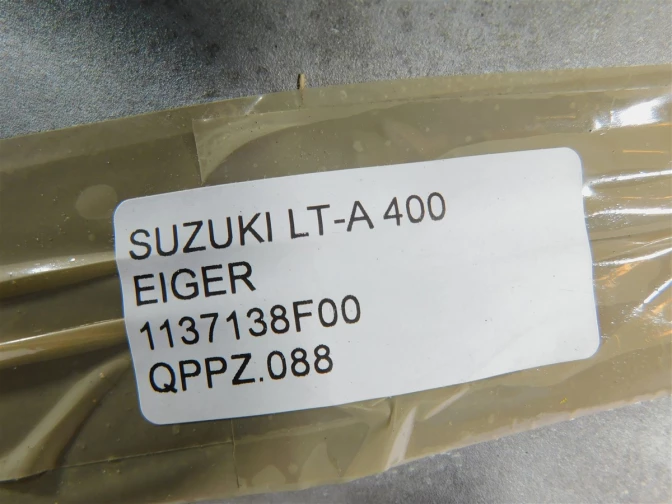 SUZUKI LT-A 400
EIGER
1137138F00
QPPZ.088